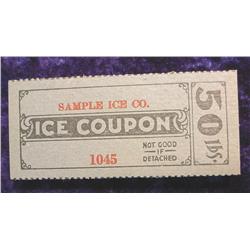 SAMPLE ICE CO.
ICE COUPON
NOT GOOD
IF
DETACHED
1045
50 lbs.